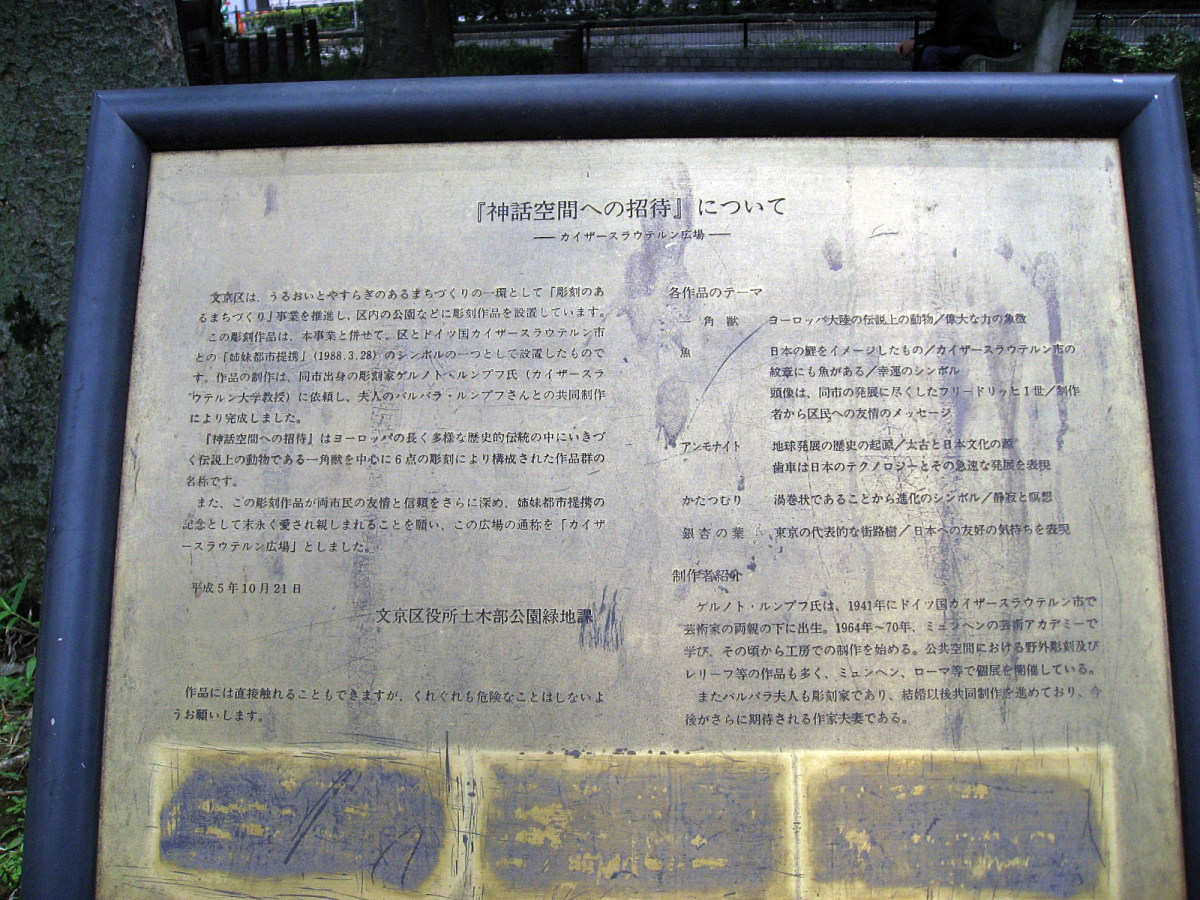 『神話空間への招待』について
── カイザースラウテルン広場 ──
文京区は、うるおいとやすらぎのあるまちづくりの一環として「彫刻のあ
るまちづくり」事業を推進し、区内の公園などに彫刻作品を設置しています。
この彫刻作品は、本事業と併せて、区とドイツ国カイザースラウテルン市
との「姉妹都市提携」(1988.3.28)のシンボルの一つとして設置したもので
す。作品の制作は、同市出身の彫刻家ゲルノト・ルンプフ氏(カイザースラ
ウテルン大学教授)に依頼し、夫人のバルバラ・ルンプフさんとの共同制作
により完成しました。
『神話空間への招待』はヨーロッパの長く多様な歴史的伝統の中にいきづ
く伝説上の動物である一角獣を中心に6点の彫刻により構成された作品群の
名称です。
また、この彫刻作品が両市民の友情と信頼をさらに深め、姉妹都市提携の
記念として末永く愛され親しまれることを願い、この広場の通称を「カイザ
ースラウテルン広場」としました。
平成5年10月21日
文京区役所土木部公園緑地課
作品には直接触れることもできますが、くれぐれも危険なことはしないよ
うお願いします。
各作品のテーマ
一角獣 ヨーロッパ大陸の伝説上の動物/偉大な力の象徴
魚 日本の鯉をイメージしたもの/カイザースラウテルン市の
紋章にも魚がある/幸運のシンボル
頭像は、同市の発展に尽くしたフリードリッヒⅠ世/制作
者から区民への友情のメッセージ
アンモナイト 地球発展の歴史の起源/太古と日本文化の源
歯車は日本のテクノロジーとその急速な発展を表現
かたつむり 渦巻状であることから進化のシンボル/静寂と瞑想
銀杏の葉 東京の代表的な街路樹/日本への友好の気持ちを表現
制作者紹介
ゲルノト・ルンプフ氏は、1941年にドイツ国カイザースラウテルン市で
芸術家の両親の下に出生。1964年~70年、ミュンヘンの芸術アカデミーで
学び、その頃から工房での制作を始める。公共空間における野外彫刻及び
レリーフ等の作品も多く、ミュンヘン、ローマ等で個展を開催している。
またバルバラ夫人も彫刻家であり、結婚以後共同制作を進めており、今
後がさらに期待される作家夫妻である。